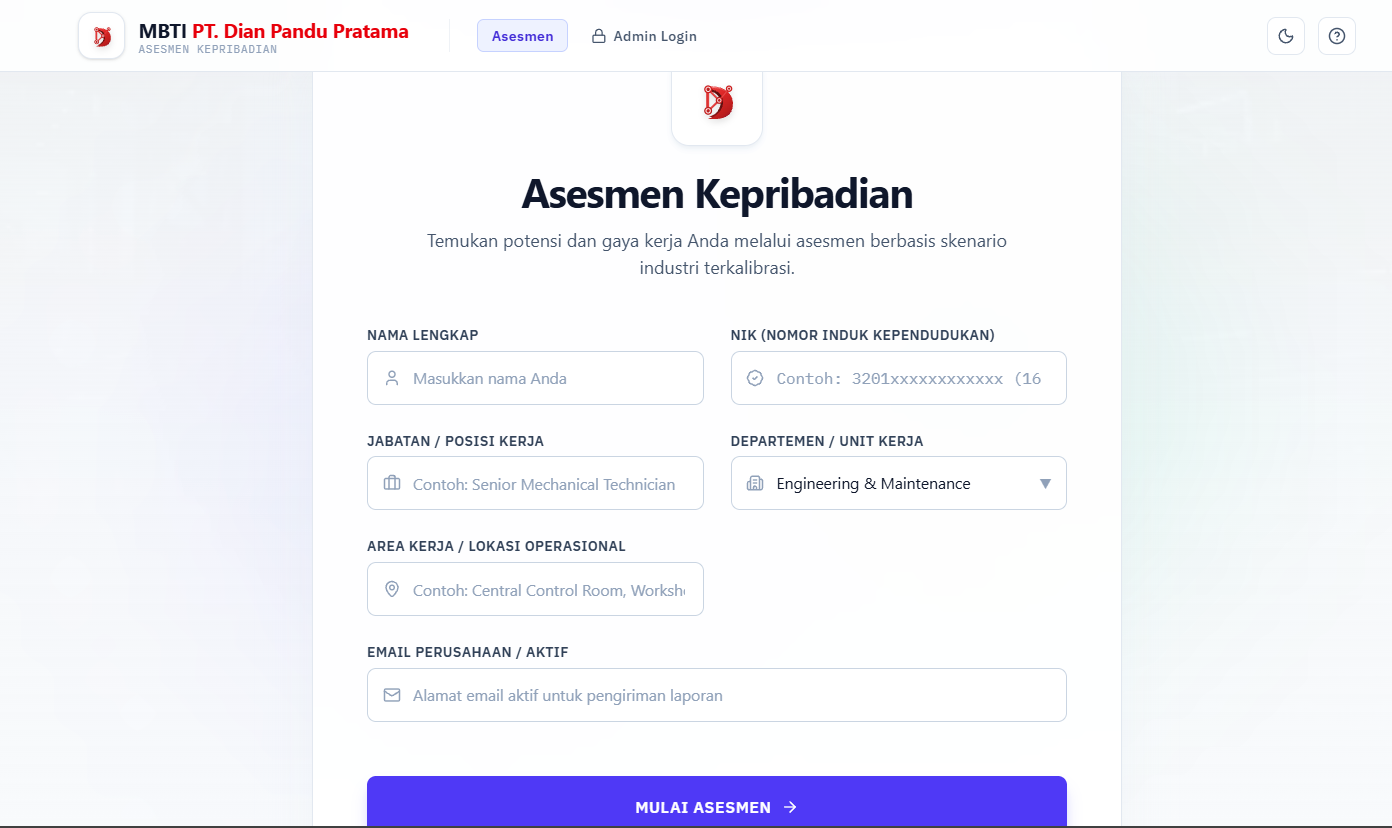 MBTI PT. Dian Pandu Pratama
ASESMEN KEPRIBADIAN
Asesmen
Admin Login
Asesmen Kepribadian
Temukan potensi dan gaya kerja Anda melalui asesmen berbasis skenario
industri terkalibrasi.
NAMA LENGKAP
Masukkan nama Anda
NIK (NOMOR INDUK KEPENDUDUKAN)
Contoh: 3201xxxxxxxxxxxx (16
JABATAN / POSISI KERJA
Contoh: Senior Mechanical Technician
DEPARTEMEN / UNIT KERJA
Engineering & Maintenance
AREA KERJA / LOKASI OPERASIONAL
Contoh: Central Control Room, Worksh
EMAIL PERUSAHAAN / AKTIF
Alamat email aktif untuk pengiriman laporan
MULAI ASESMEN →